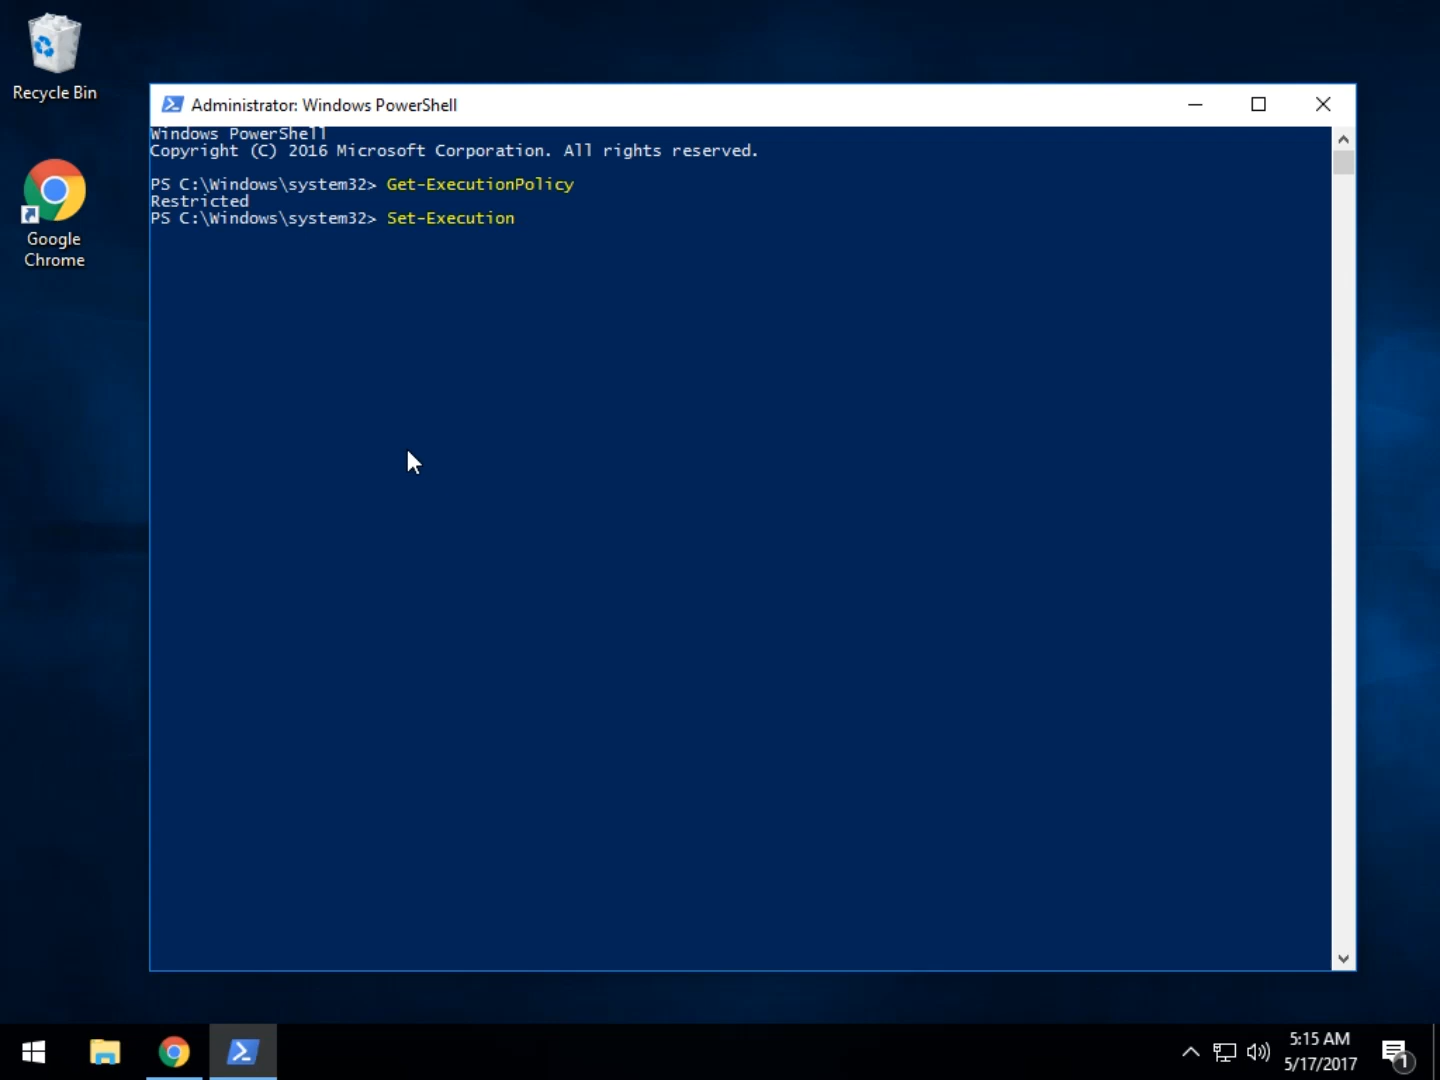 Recycle Bin
Google
Chrome
Administrator: Windows PowerShell
Windows PowerShell
Copyright (C) 2016 Microsoft Corporation. All rights reserved.
PS C:\Windows\system32> Get-ExecutionPolicy
Restricted
PS C:\Windows\system32> Set-Execution
5:15 AM
5/17/2017
1